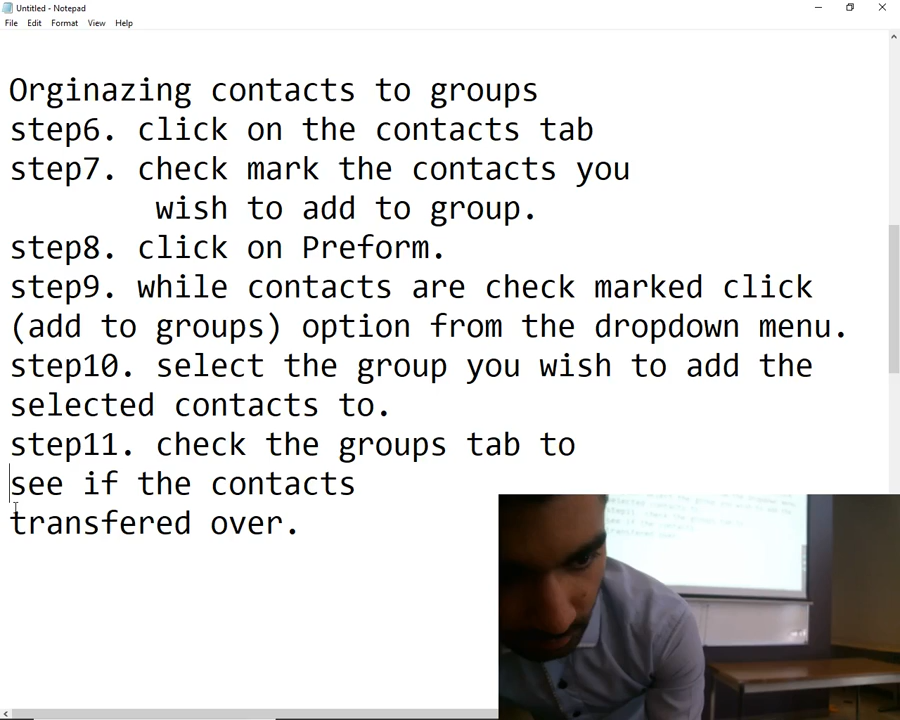 Untitled - Notepad
File Edit Format View Help
Orginazing contacts to groups
step6. click on the contacts tab
step7. check mark the contacts you
wish to add to group.
step8. click on Preform.
step9. while contacts are check marked click
(add to groups) option from the dropdown menu.
step10. select the group you wish to add the
selected contacts to.
step11. check the groups tab to
see if the contacts
transfered over.